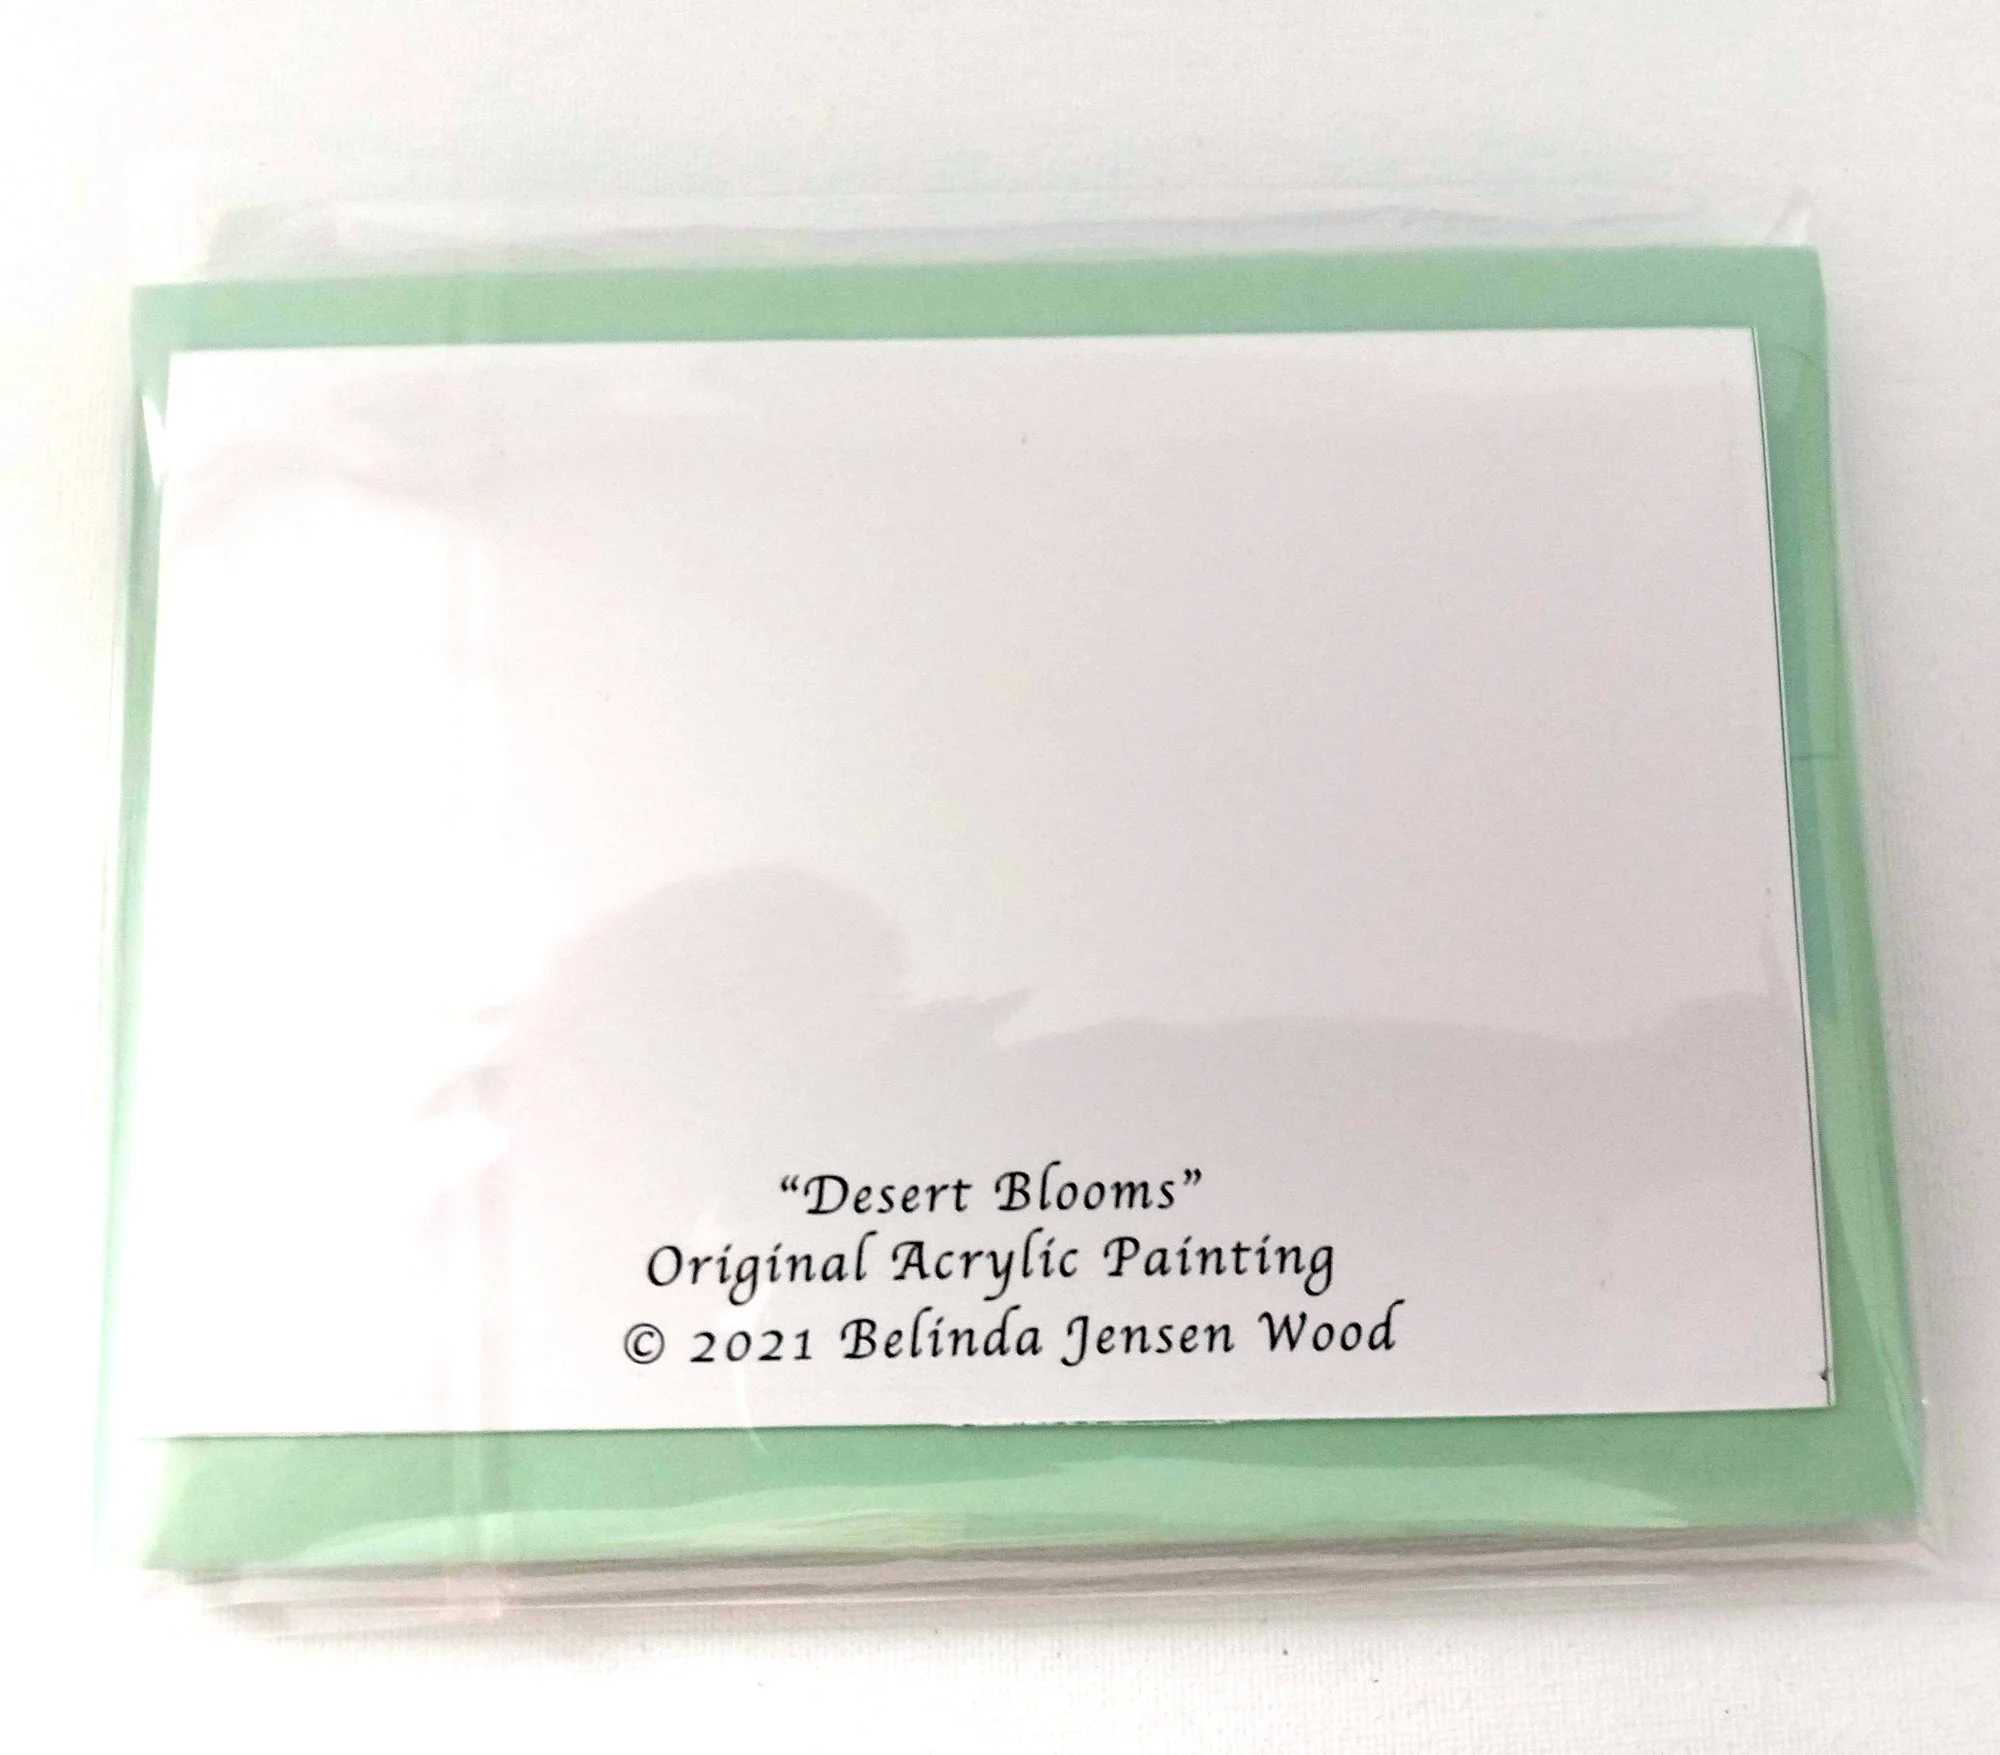 “Desert Blooms”
Original Acrylic Painting
© 2021 Belinda Jensen Wood